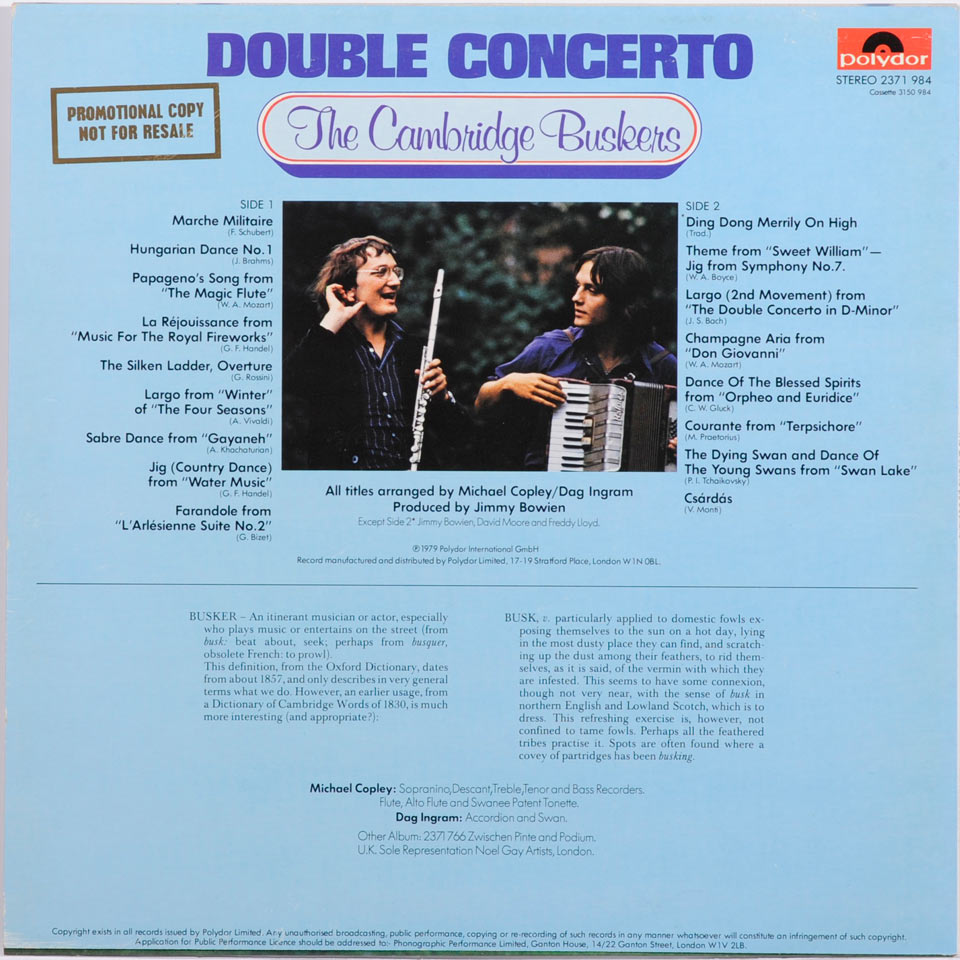 DOUBLE CONCERTO
polydor
STEREO 2371 984
Cassette 3150 984
PROMOTIONAL COPY
NOT FOR RESALE
The Cambridge Buskers
SIDE 1
Marche Militaire
(F. Schubert)
Hungarian Dance No.1
(J. Brahms)
Papageno's Song from
"The Magic Flute"
(W. A. Mozart)
La Réjouissance from
"Music For The Royal Fireworks"
(G. F. Handel)
The Silken Ladder, Overture
(G. Rossini)
Largo from "Winter"
of "The Four Seasons"
(A. Vivaldi)
Sabre Dance from "Gayaneh"
(A. Khachaturian)
Jig (Country Dance)
from "Water Music"
(G. F. Handel)
Farandole from
"L'Arlésienne Suite No.2"
(G. Bizet)
SIDE 2
*Ding Dong Merrily On High
(Trad.)
Theme from "Sweet William"—
Jig from Symphony No.7.
(W. A. Boyce)
Largo (2nd Movement) from
"The Double Concerto in D-Minor"
(J. S. Bach)
Champagne Aria from
"Don Giovanni"
(W. A. Mozart)
Dance Of The Blessed Spirits
from "Orpheo and Euridice"
(C. W. Gluck)
Courante from "Terpsichore"
(M. Praetorius)
The Dying Swan and Dance Of
The Young Swans from "Swan Lake"
(P. I. Tchaikovsky)
Csárdás
(V. Monti)
All titles arranged by Michael Copley/Dag Ingram
Produced by Jimmy Bowien
Except Side 2* Jimmy Bowien, David Moore and Freddy Lloyd.
℗ 1979 Polydor International GmbH
Record manufactured and distributed by Polydor Limited, 17-19 Stratford Place, London W1N 0BL.
BUSKER – An itinerant musician or actor, especially
who plays music or entertains on the street (from
busk: beat about, seek; perhaps from busquer,
obsolete French: to prowl).
This definition, from the Oxford Dictionary, dates
from about 1857, and only describes in very general
terms what we do. However, an earlier usage, from
a Dictionary of Cambridge Words of 1830, is much
more interesting (and appropriate?):
BUSK, v. particularly applied to domestic fowls ex-
posing themselves to the sun on a hot day, lying
in the most dusty place they can find, and scratch-
ing up the dust among their feathers, to rid them-
selves, as it is said, of the vermin with which they
are infested. This seems to have some connexion,
though not very near, with the sense of busk in
northern English and Lowland Scotch, which is to
dress. This refreshing exercise is, however, not
confined to tame fowls. Perhaps all the feathered
tribes practise it. Spots are often found where a
covey of partridges has been busking.
Michael Copley: Sopranino, Descant, Treble, Tenor and Bass Recorders.
Flute, Alto Flute and Swanee Patent Tonette.
Dag Ingram: Accordion and Swan.
Other Album: 2371 766 Zwischen Pinte and Podium.
U.K. Sole Representation Noel Gay Artists, London.
Copyright exists in all records issued by Polydor Limited. Any unauthorised broadcasting, public performance, copying or re-recording of such records in any manner whatsoever will constitute an infringement of such copyright.
Application for Public Performance Licence should be addressed to:- Phonographic Performance Limited, Ganton House, 14/22 Ganton Street, London W1V 2LB.